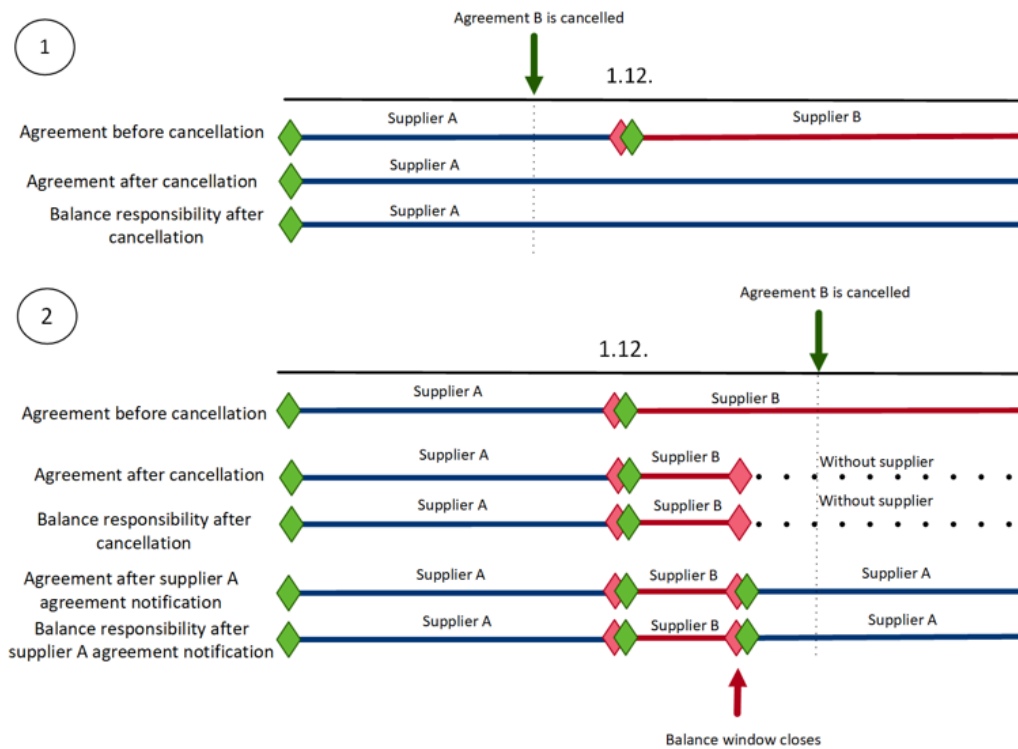 1
Agreement B is cancelled
1.12.
Agreement before cancellation
Supplier A
Supplier B
Agreement after cancellation
Supplier A
Balance responsibility after
cancellation
Supplier A
2
Agreement B is cancelled
1.12.
Agreement before cancellation
Supplier A
Supplier B
Agreement after cancellation
Supplier A
Supplier B
Without supplier
Balance responsibility after
cancellation
Supplier A
Supplier B
Without supplier
Agreement after supplier A
agreement notification
Supplier A
Supplier B
Supplier A
Balance responsibility after
supplier A agreement notification
Supplier A
Supplier B
Supplier A
Balance window closes